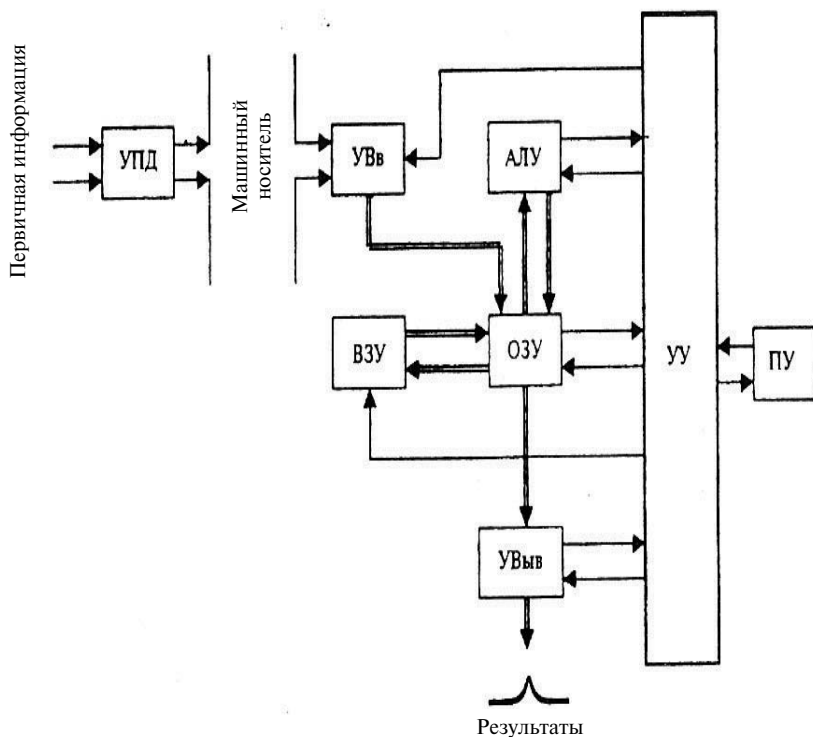 Первичная информация
УПД
Машинный
носитель
УВв
АЛУ
ВЗУ
ОЗУ
УУ
ПУ
УВыв
Результаты